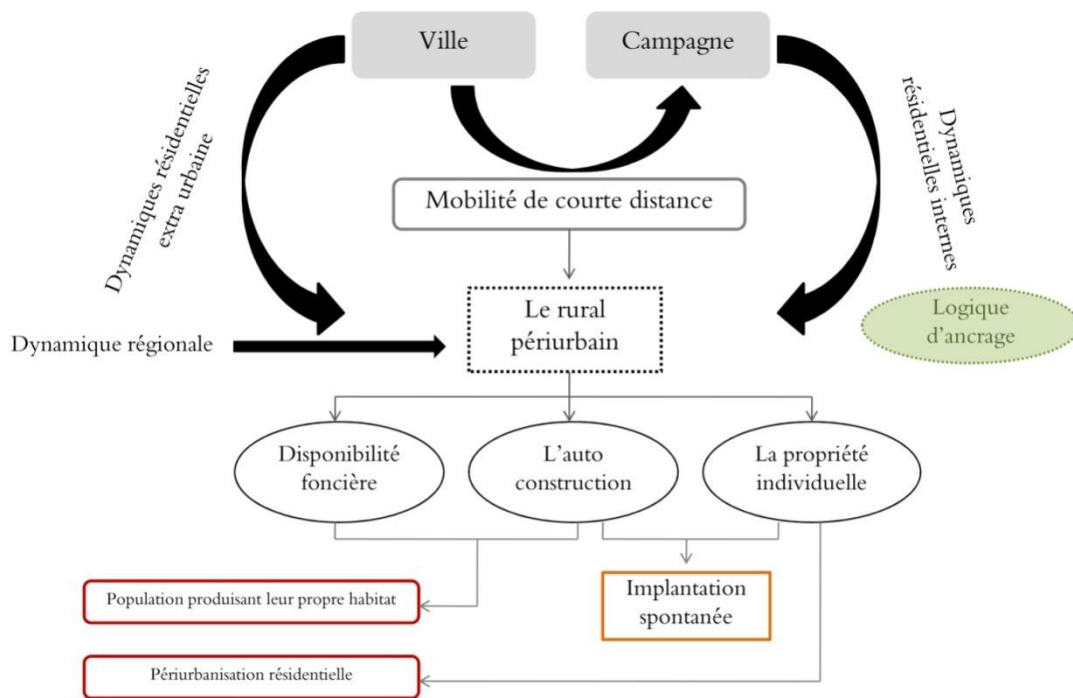 Ville
Campagne
Dynamiques résidentielles
extra urbaine
Dynamiques
résidentielles internes
Mobilité de courte distance
Le rural
périurbain
Logique
d'ancrage
Dynamique régionale
Disponibilité
foncière
L'auto
construction
La propriété
individuelle
Population produisant leur propre habitat
Implantation
spontanée
Périurbanisation résidentielle